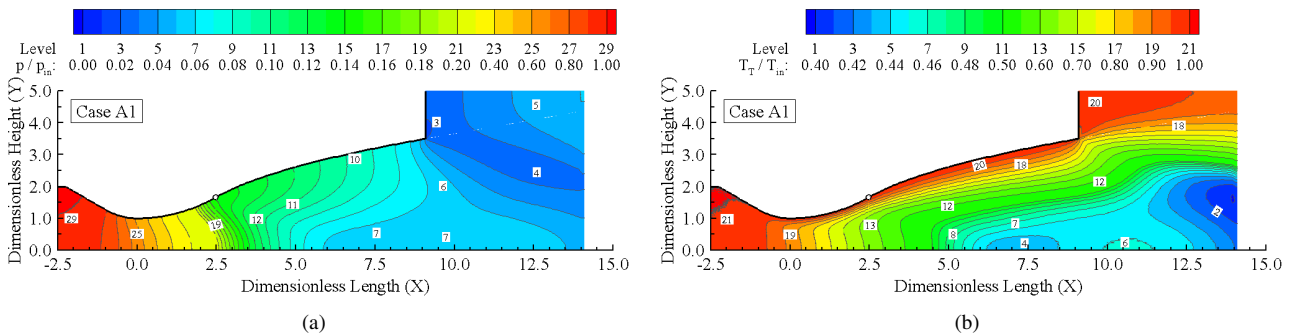 Level 1 3 5 7 9 11 13 15 17 19 21 23 25 27 29
p / p_in: 0.00 0.02 0.04 0.06 0.08 0.10 0.12 0.14 0.16 0.18 0.20 0.40 0.60 0.80 1.00
Case A1
Dimensionless Height (Y)
5.0
4.0
3.0
2.0
1.0
0.0
29
25
19
12
11
10
3
5
4
6
7
7
-2.5 0.0 2.5 5.0 7.5 10.0 12.5 15.0
Dimensionless Length (X)
(a)
Level 1 3 5 7 9 11 13 15 17 19 21
T_T / T_in: 0.40 0.42 0.44 0.46 0.48 0.50 0.60 0.70 0.80 0.90 1.00
Case A1
Dimensionless Height (Y)
5.0
4.0
3.0
2.0
1.0
0.0
21
19
13
8
12
20
18
7
4
12
20
18
6
2
-2.5 0.0 2.5 5.0 7.5 10.0 12.5 15.0
Dimensionless Length (X)
(b)